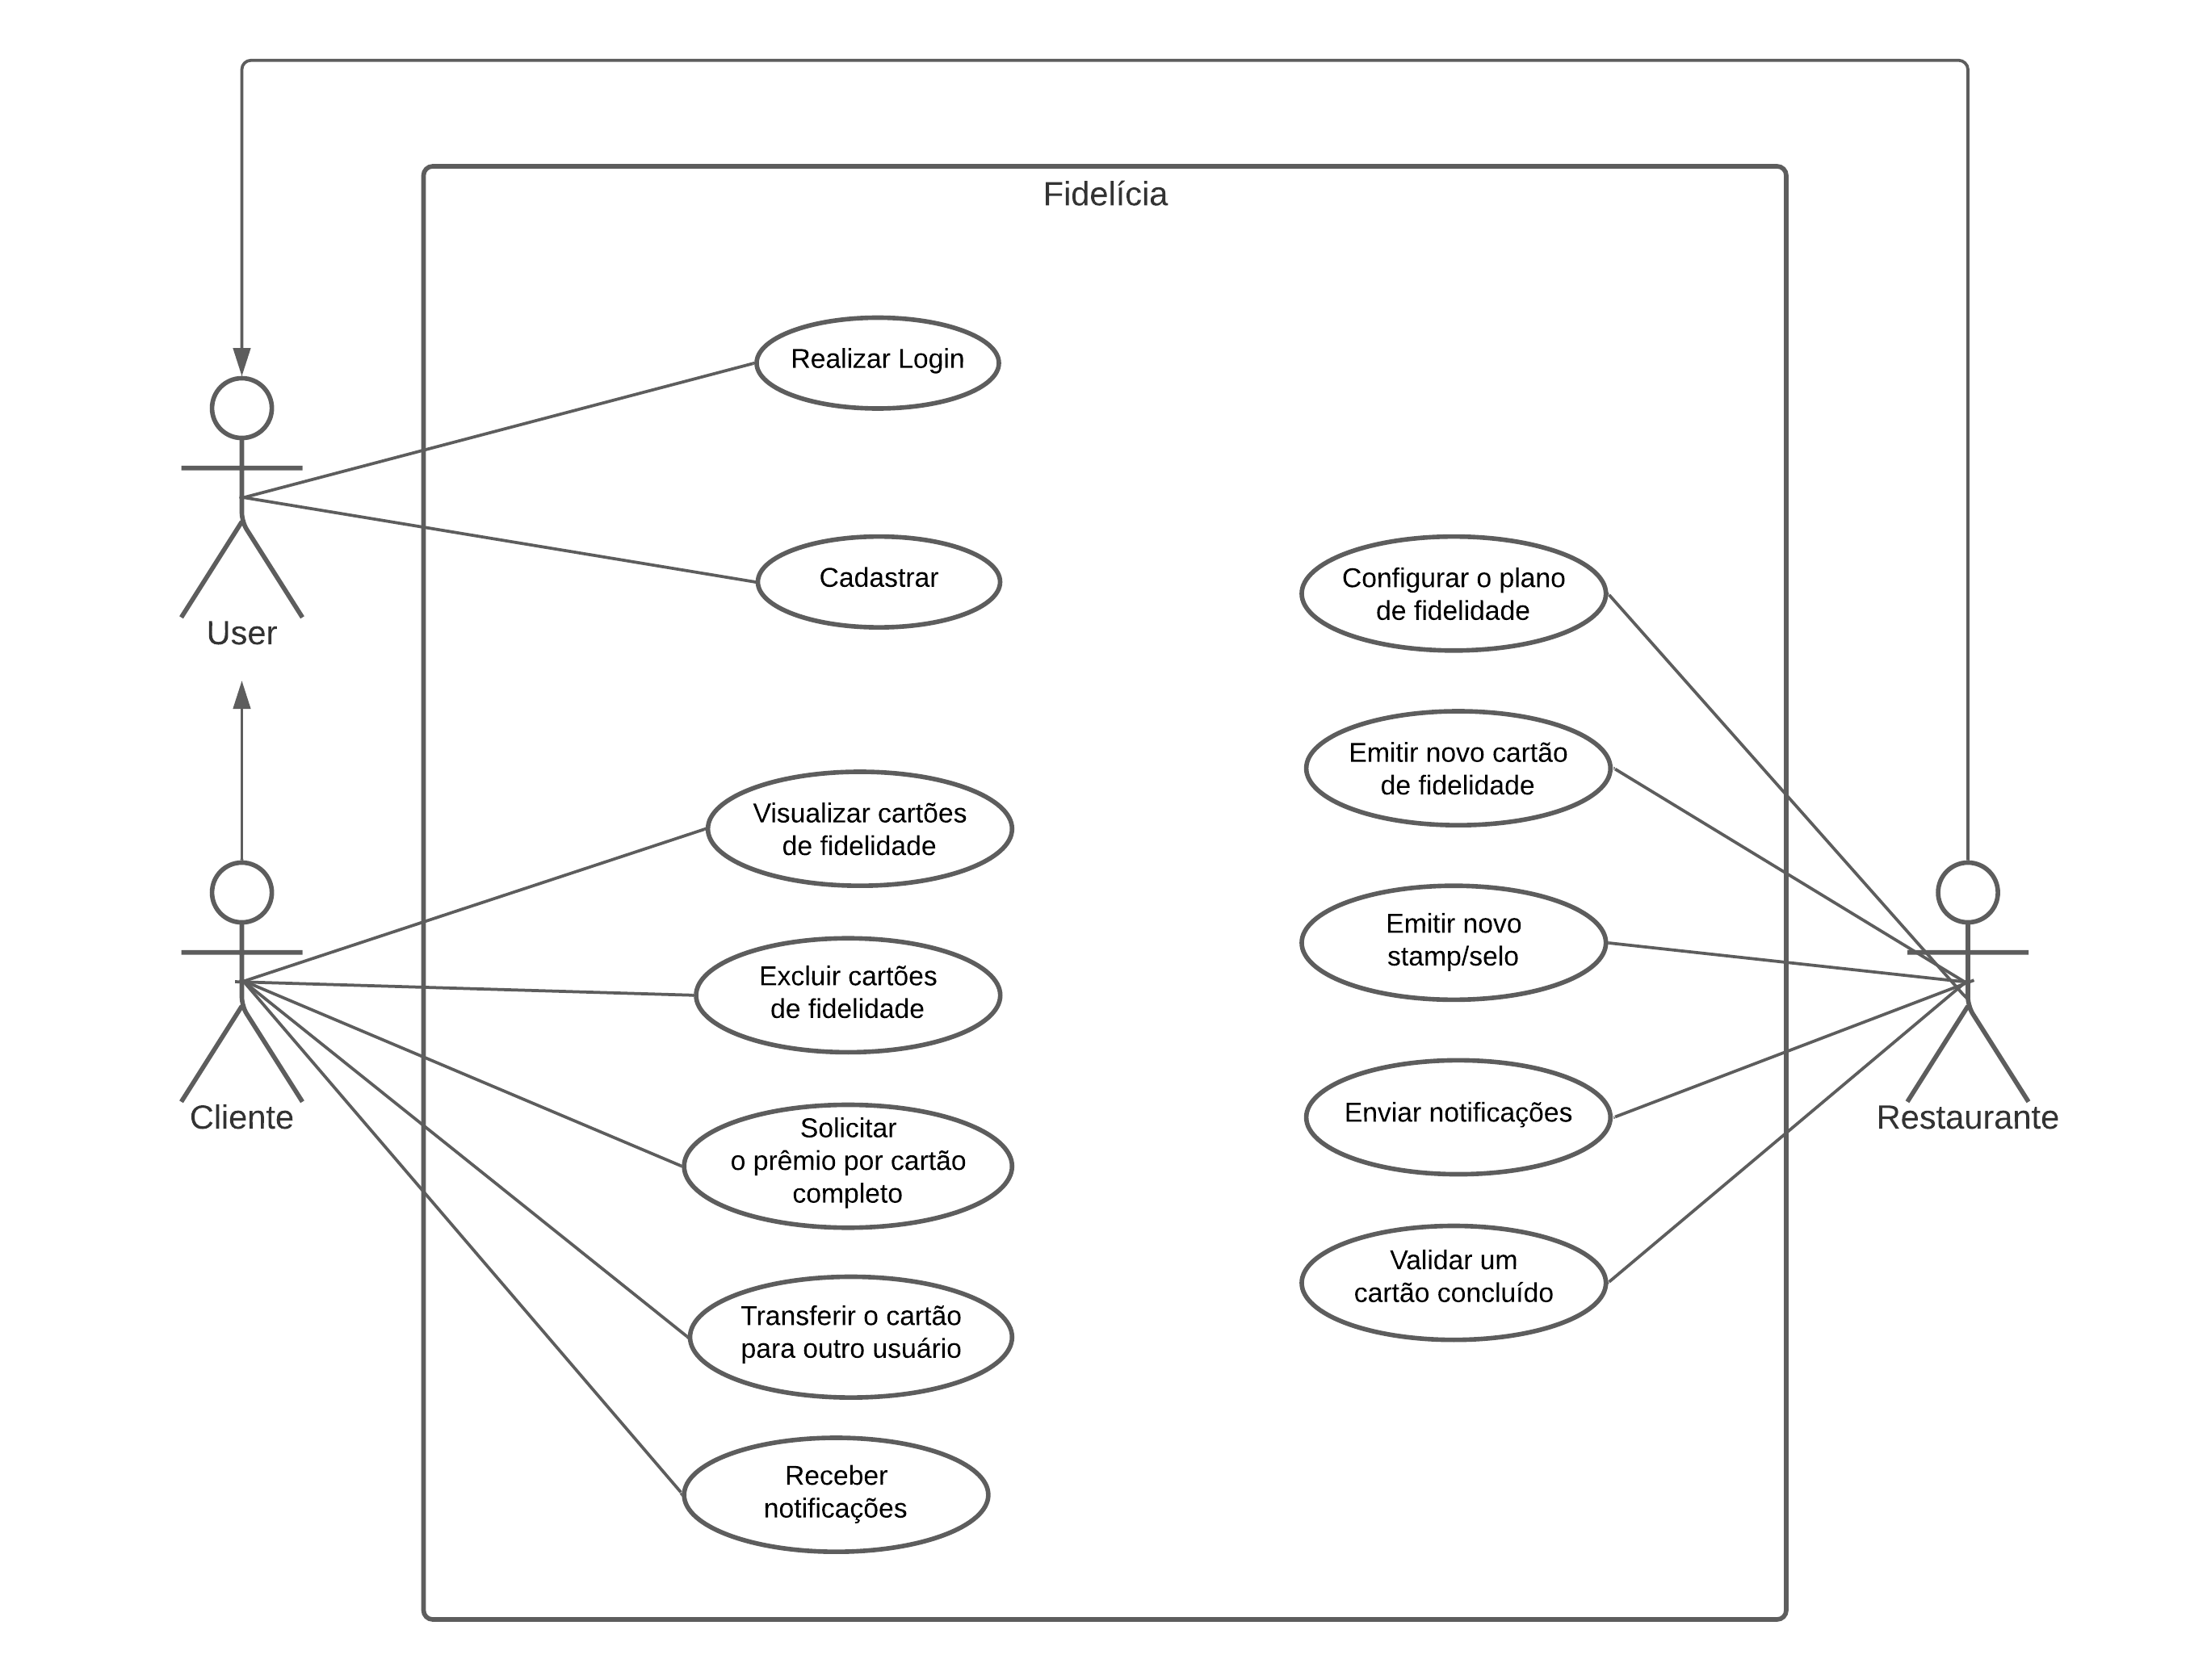 Fidelícia
Realizar Login
Cadastrar
User
Configurar o plano
de fidelidade
Emitir novo cartão
de fidelidade
Visualizar cartões
de fidelidade
Emitir novo
stamp/selo
Excluir cartões
de fidelidade
Cliente
Enviar notificações
Restaurante
Solicitar
o prêmio por cartão
completo
Validar um
cartão concluído
Transferir o cartão
para outro usuário
Receber
notificações